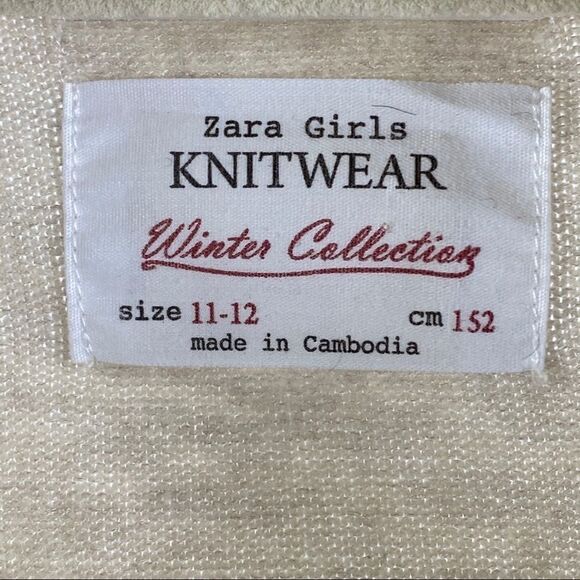 Zara Girls
KNITWEAR
Winter Collection
size 11-12 cm 152
made in Cambodia